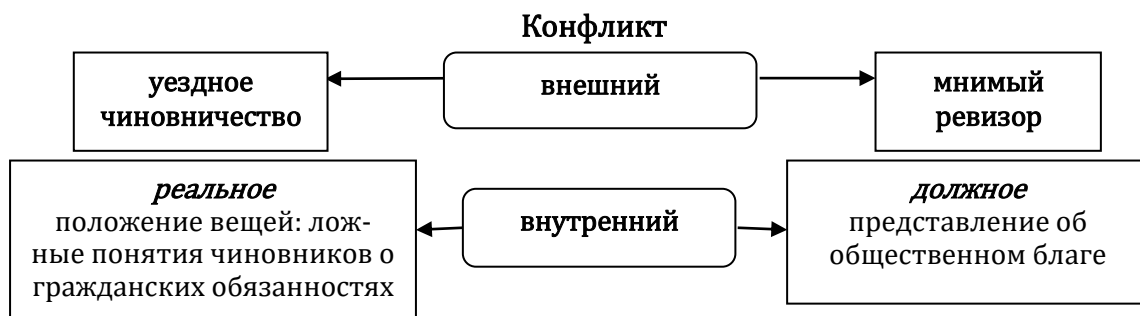 Конфликт
уездное
чиновничество
внешний
мнимый
ревизор
реальное
положение вещей: лож-
ные понятия чиновников о
гражданских обязанностях
внутренний
должное
представление об
общественном благе